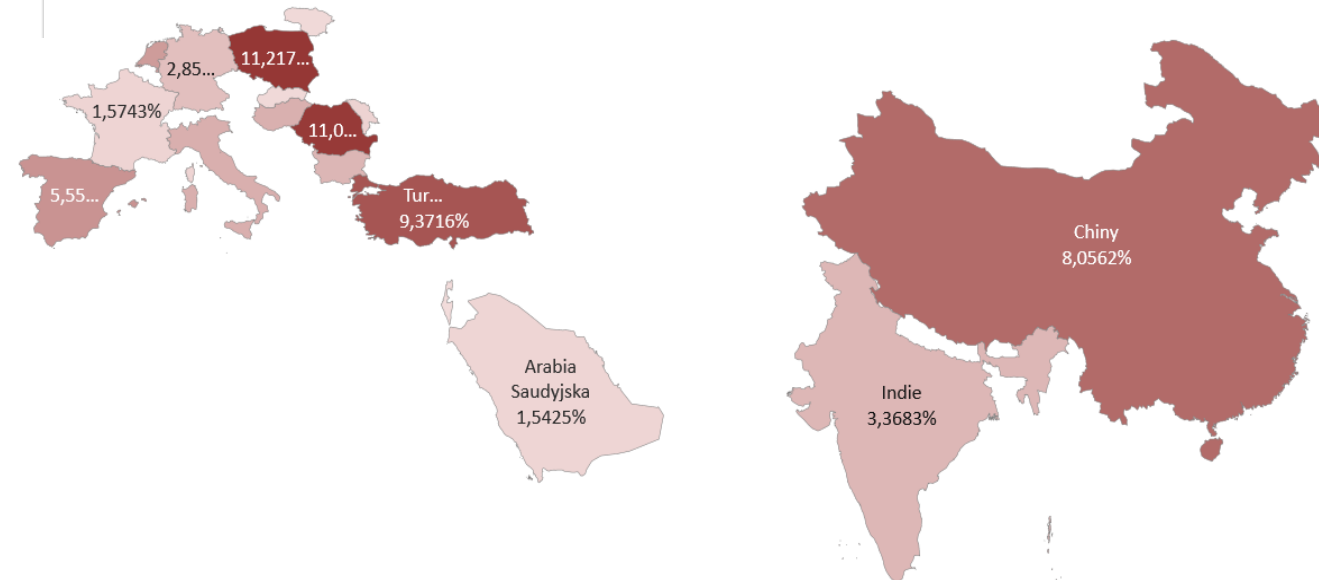 11,217...
2,85...
1,5743%
11,0...
5,55...
Tur...
9,3716%
Chiny
8,0562%
Arabia
Saudyjska
1,5425%
Indie
3,3683%